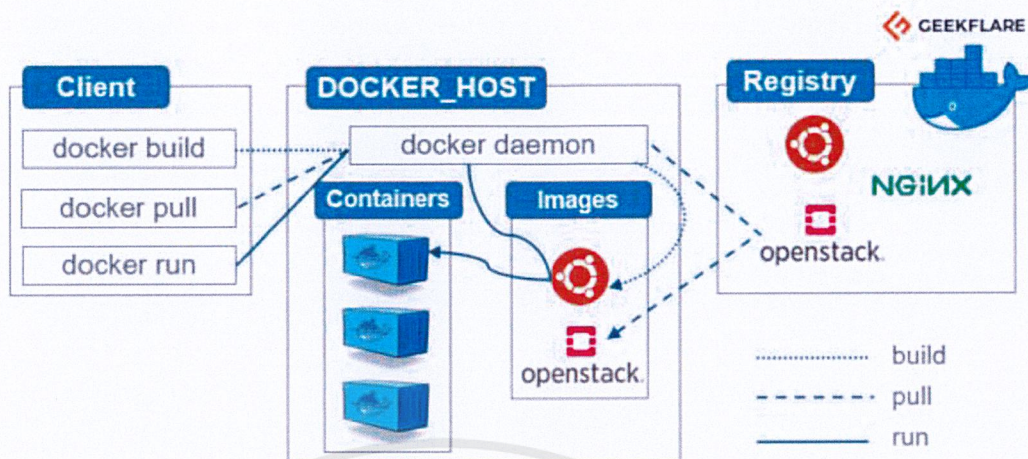 GEEKFLARE
Client
DOCKER_HOST
Registry
docker build
docker daemon
docker pull
Containers
Images
NGINX
docker run
openstack.
openstack.
build
pull
run